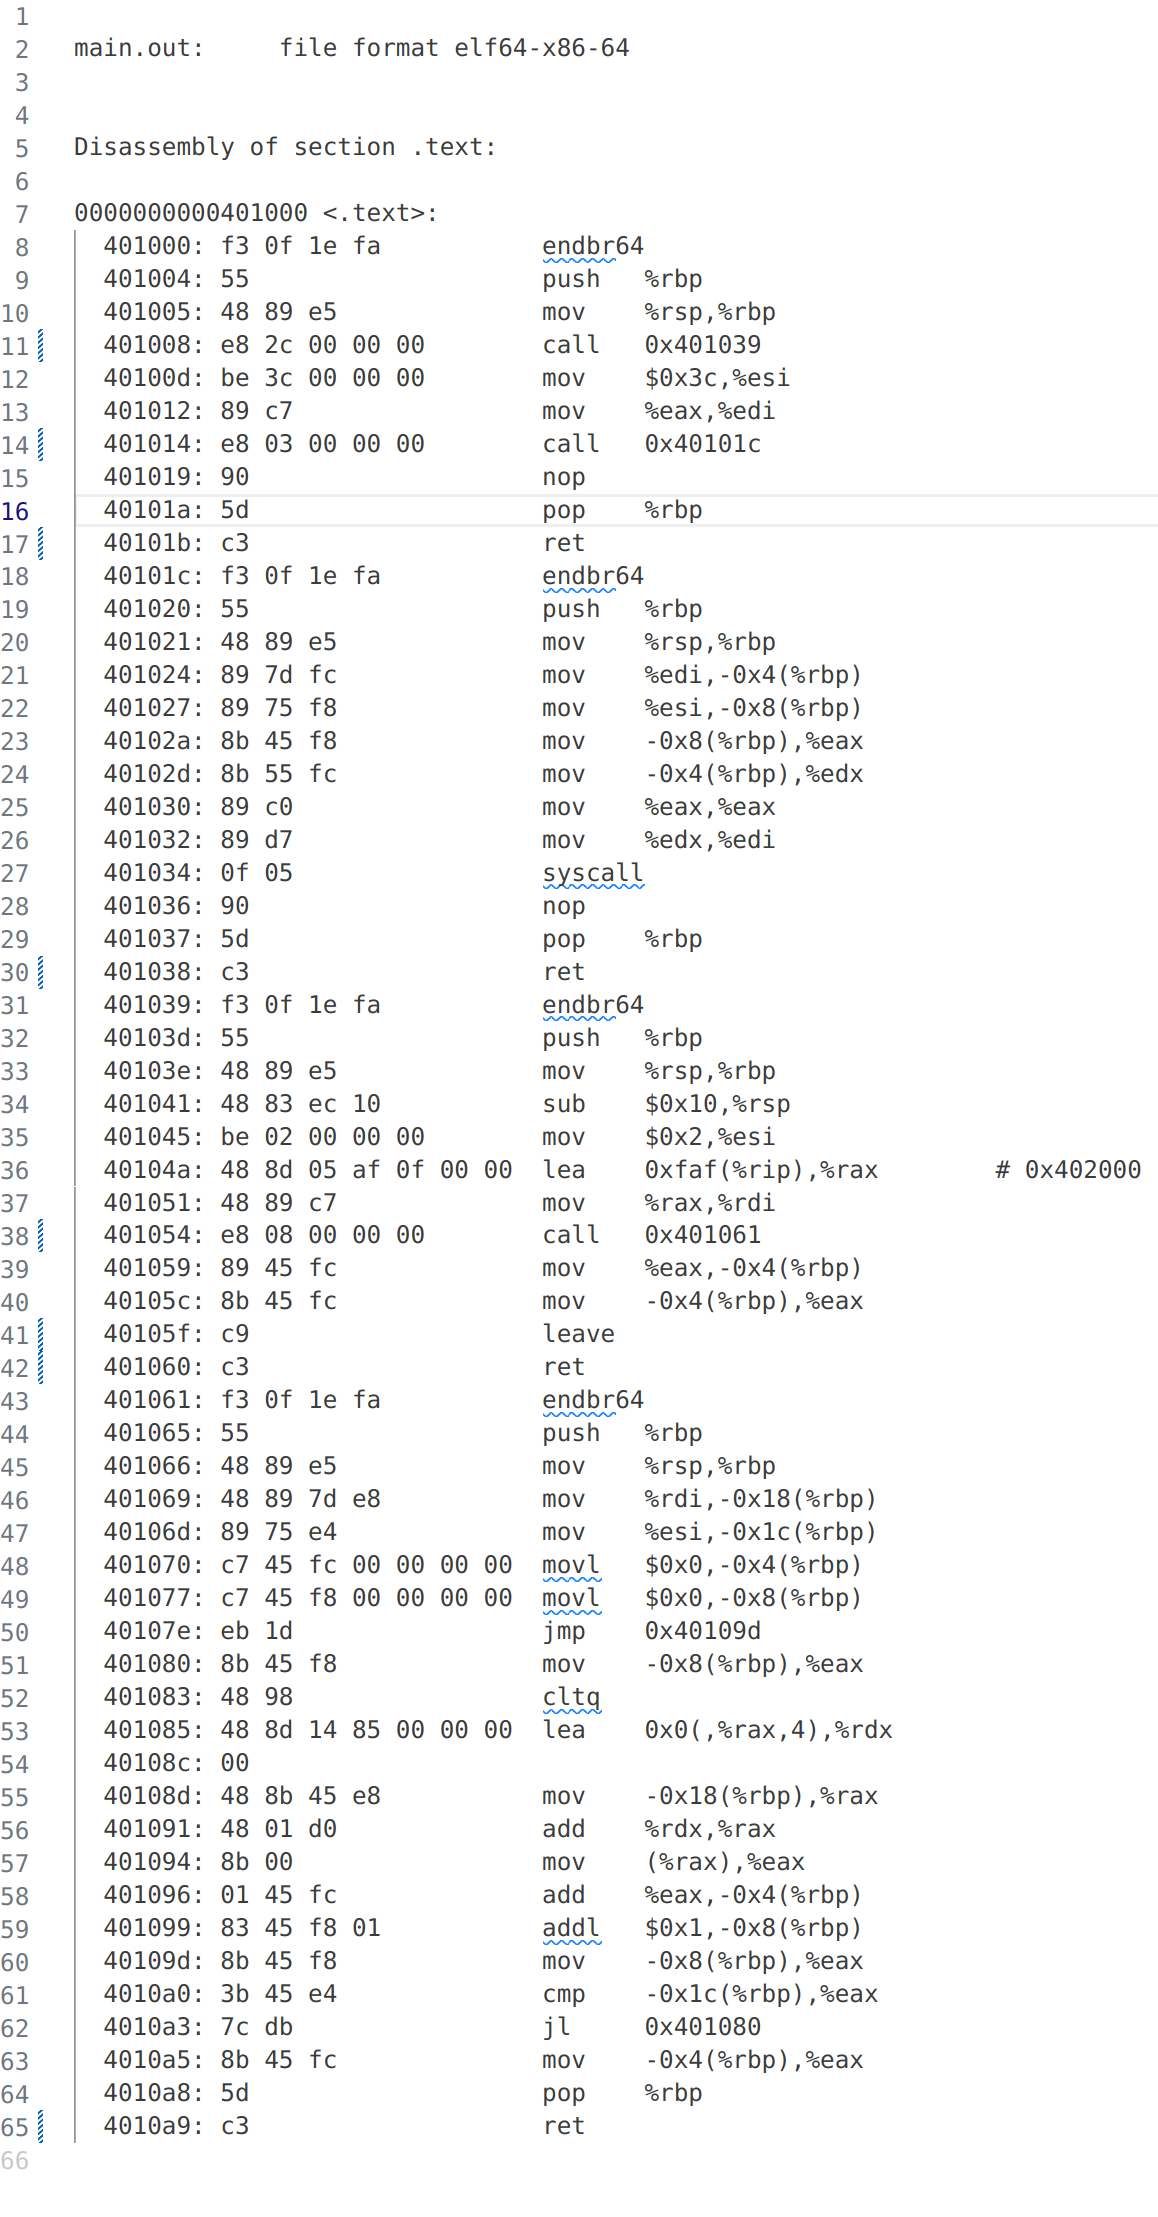 1
2 main.out:     file format elf64-x86-64
3
4
5 Disassembly of section .text:
6
7 0000000000401000 <.text>:
8   401000: f3 0f 1e fa           endbr64
9   401004: 55                    push   %rbp
10   401005: 48 89 e5              mov    %rsp,%rbp
11   401008: e8 2c 00 00 00        call   0x401039
12   40100d: be 3c 00 00 00        mov    $0x3c,%esi
13   401012: 89 c7                 mov    %eax,%edi
14   401014: e8 03 00 00 00        call   0x40101c
15   401019: 90                    nop
16   40101a: 5d                    pop    %rbp
17   40101b: c3                    ret
18   40101c: f3 0f 1e fa           endbr64
19   401020: 55                    push   %rbp
20   401021: 48 89 e5              mov    %rsp,%rbp
21   401024: 89 7d fc              mov    %edi,-0x4(%rbp)
22   401027: 89 75 f8              mov    %esi,-0x8(%rbp)
23   40102a: 8b 45 f8              mov    -0x8(%rbp),%eax
24   40102d: 8b 55 fc              mov    -0x4(%rbp),%edx
25   401030: 89 c0                 mov    %eax,%eax
26   401032: 89 d7                 mov    %edx,%edi
27   401034: 0f 05                 syscall
28   401036: 90                    nop
29   401037: 5d                    pop    %rbp
30   401038: c3                    ret
31   401039: f3 0f 1e fa           endbr64
32   40103d: 55                    push   %rbp
33   40103e: 48 89 e5              mov    %rsp,%rbp
34   401041: 48 83 ec 10           sub    $0x10,%rsp
35   401045: be 02 00 00 00        mov    $0x2,%esi
36   40104a: 48 8d 05 af 0f 00 00  lea    0xfaf(%rip),%rax        # 0x402000
37   401051: 48 89 c7              mov    %rax,%rdi
38   401054: e8 08 00 00 00        call   0x401061
39   401059: 89 45 fc              mov    %eax,-0x4(%rbp)
40   40105c: 8b 45 fc              mov    -0x4(%rbp),%eax
41   40105f: c9                    leave
42   401060: c3                    ret
43   401061: f3 0f 1e fa           endbr64
44   401065: 55                    push   %rbp
45   401066: 48 89 e5              mov    %rsp,%rbp
46   401069: 48 89 7d e8           mov    %rdi,-0x18(%rbp)
47   40106d: 89 75 e4              mov    %esi,-0x1c(%rbp)
48   401070: c7 45 fc 00 00 00 00  movl   $0x0,-0x4(%rbp)
49   401077: c7 45 f8 00 00 00 00  movl   $0x0,-0x8(%rbp)
50   40107e: eb 1d                 jmp    0x40109d
51   401080: 8b 45 f8              mov    -0x8(%rbp),%eax
52   401083: 48 98                 cltq
53   401085: 48 8d 14 85 00 00 00  lea    0x0(,%rax,4),%rdx
54   40108c: 00
55   40108d: 48 8b 45 e8           mov    -0x18(%rbp),%rax
56   401091: 48 01 d0              add    %rdx,%rax
57   401094: 8b 00                 mov    (%rax),%eax
58   401096: 01 45 fc              add    %eax,-0x4(%rbp)
59   401099: 83 45 f8 01           addl   $0x1,-0x8(%rbp)
60   40109d: 8b 45 f8              mov    -0x8(%rbp),%eax
61   4010a0: 3b 45 e4              cmp    -0x1c(%rbp),%eax
62   4010a3: 7c db                 jl     0x401080
63   4010a5: 8b 45 fc              mov    -0x4(%rbp),%eax
64   4010a8: 5d                    pop    %rbp
65   4010a9: c3                    ret
66